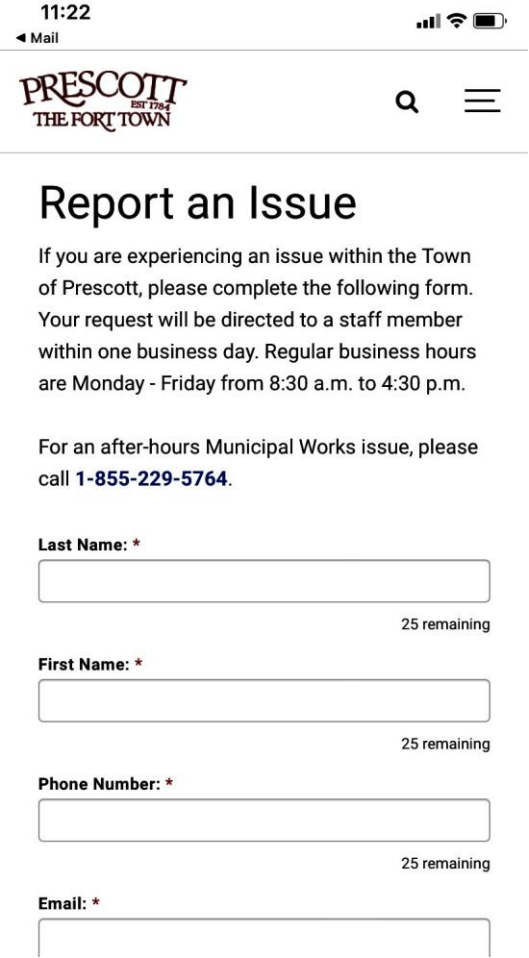 11:22
◄ Mail
PRESCOTT
EST 1784
THE FORT TOWN
Report an Issue
If you are experiencing an issue within the Town
of Prescott, please complete the following form.
Your request will be directed to a staff member
within one business day. Regular business hours
are Monday - Friday from 8:30 a.m. to 4:30 p.m.
For an after-hours Municipal Works issue, please
call 1-855-229-5764.
Last Name: *
25 remaining
First Name: *
25 remaining
Phone Number: *
25 remaining
Email: *